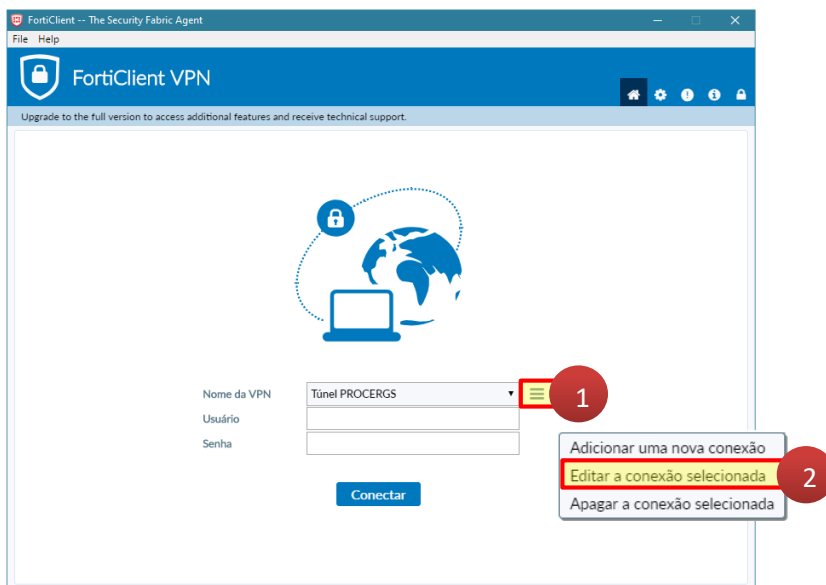 FortiClient -- The Security Fabric Agent
File Help
FortiClient VPN
Upgrade to the full version to access additional features and receive technical support.
Nome da VPN Túnel PROCERGS
1
Usuário
Senha
Adicionar uma nova conexão
Editar a conexão selecionada
2
Apagar a conexão selecionada
Conectar